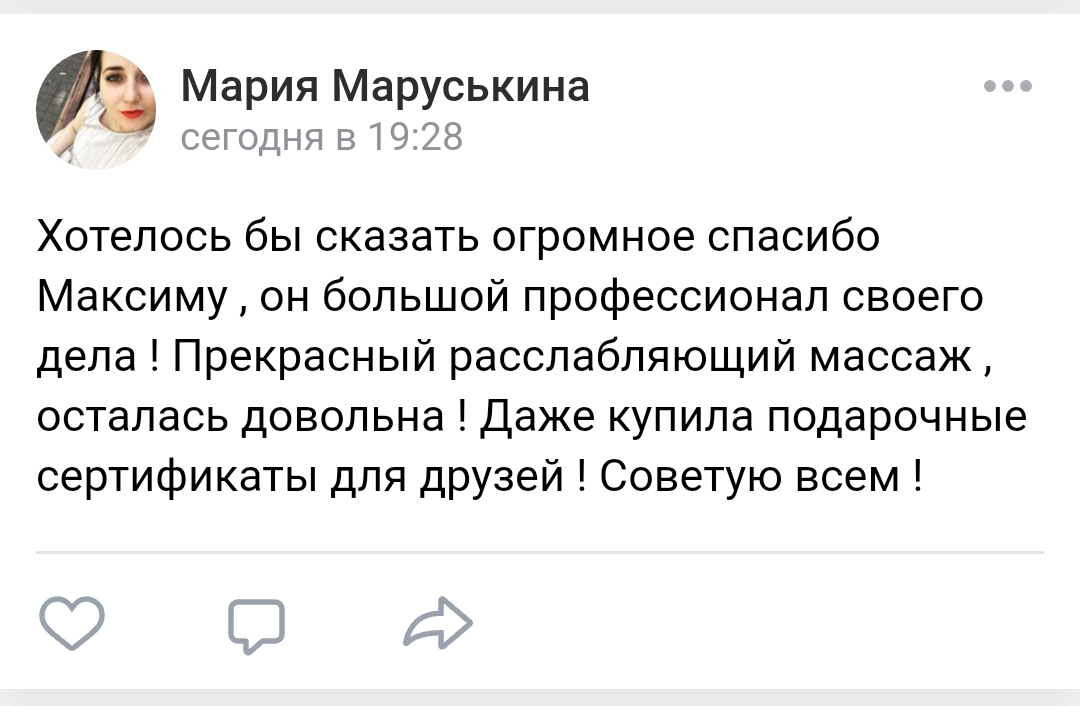 Мария Маруськина
сегодня в 19:28
Хотелось бы сказать огромное спасибо
Максиму , он большой профессионал своего
дела ! Прекрасный расслабляющий массаж ,
осталась довольна ! Даже купила подарочные
сертификаты для друзей ! Советую всем !